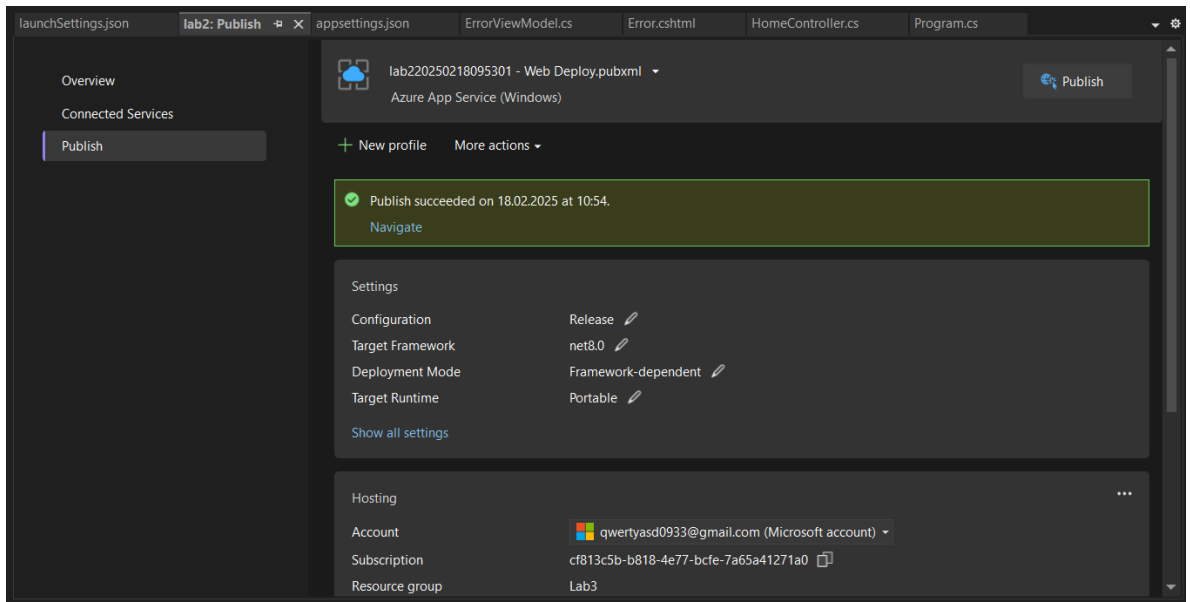 launchSettings.json lab2: Publish appsettings.json ErrorViewModel.cs Error.cshtml HomeController.cs Program.cs
Overview
Connected Services
Publish
lab220250218095301 - Web Deploy.pubxml
Azure App Service (Windows)
Publish
New profile More actions
Publish succeeded on 18.02.2025 at 10:54.
Navigate
Settings
Configuration Release
Target Framework net8.0
Deployment Mode Framework-dependent
Target Runtime Portable
Show all settings
Hosting
Account qwertyasd0933@gmail.com (Microsoft account)
Subscription cf813c5b-b818-4e77-bcfe-7a65a41271a0
Resource group Lab3